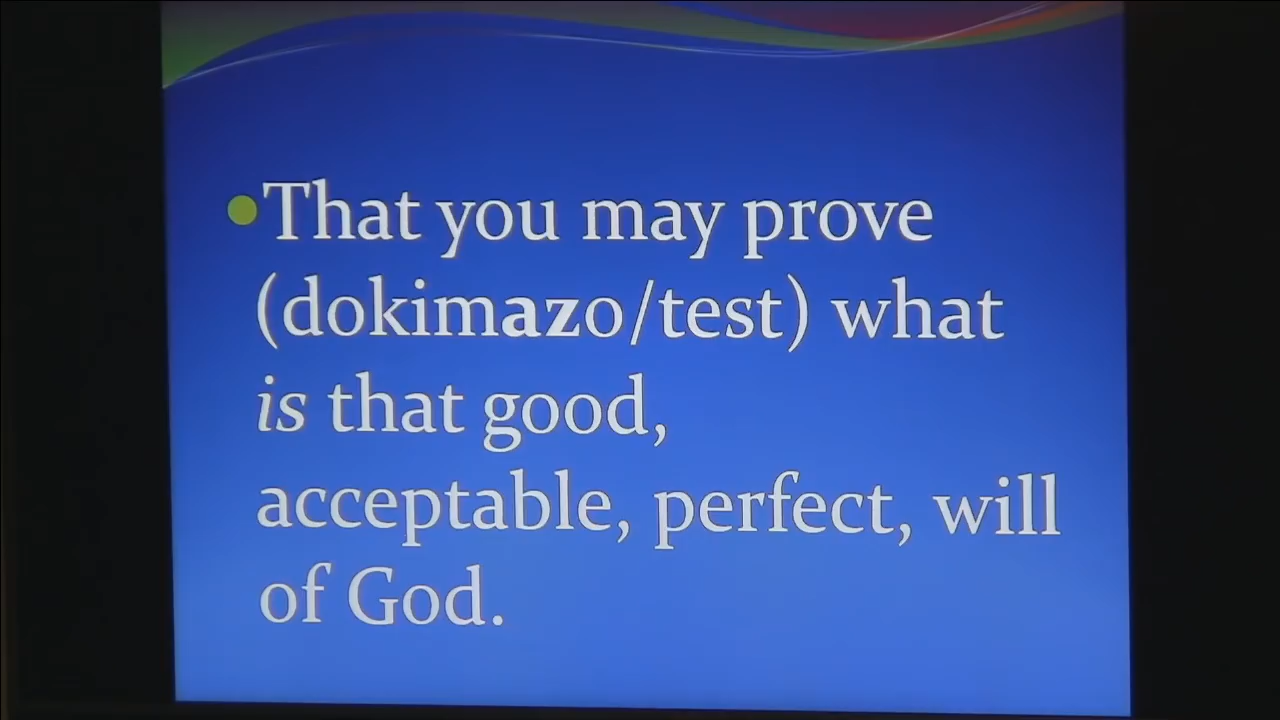 That you may prove
(dokimazo/test) what
is that good,
acceptable, perfect, will
of God.